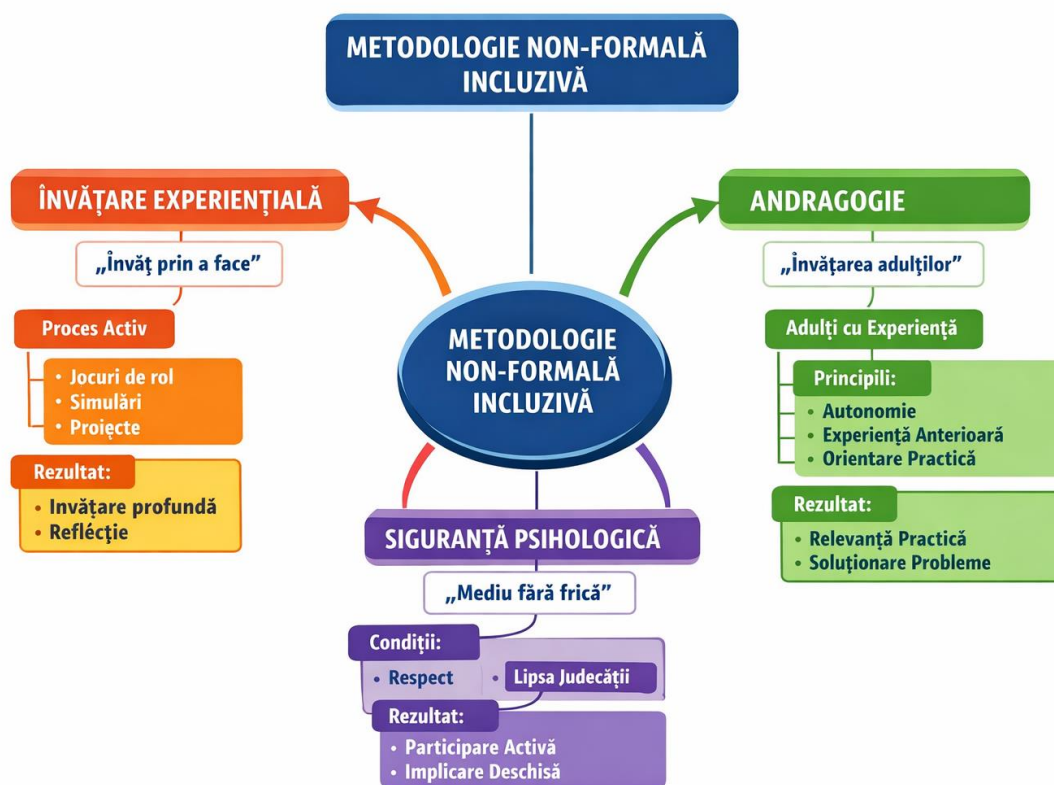 METODOLOGIE NON-FORMALĂ
INCLUZIVĂ
ÎNVĂȚARE EXPERIENȚIALĂ
„Învăț prin a face”
Proces Activ
• Jocuri de rol
• Simulări
• Proięcte
Rezultat:
• Invățare profundă
• Refléċție
METODOLOGIE
NON-FORMALĂ
INCLUZIVĂ
ANDRAGOGIE
„Învățarea adulților”
Adulți cu Experiență
Principili:
• Autonomie
• Experiență Anterioară
• Orientare Practică
Rezultat:
• Relevanță Practică
• Soluționare Probleme
SIGURANȚĂ PSIHOLOGICĂ
„Mediu fără frică”
Condiții:
• Respect
• Lipsa Judecății
Rezultat:
• Participare Activă
• Implicare Deschisă